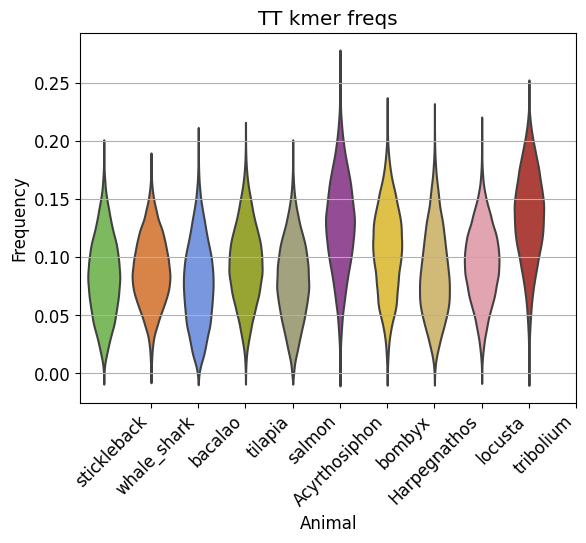 TT kmer freqs
Frequency
0.25
0.20
0.15
0.10
0.05
0.00
stickleback
whale_shark
bacalao
tilapia
salmon
Acyrthosiphon
bombyx
Harpegnathos
locusta
tribolium
Animal